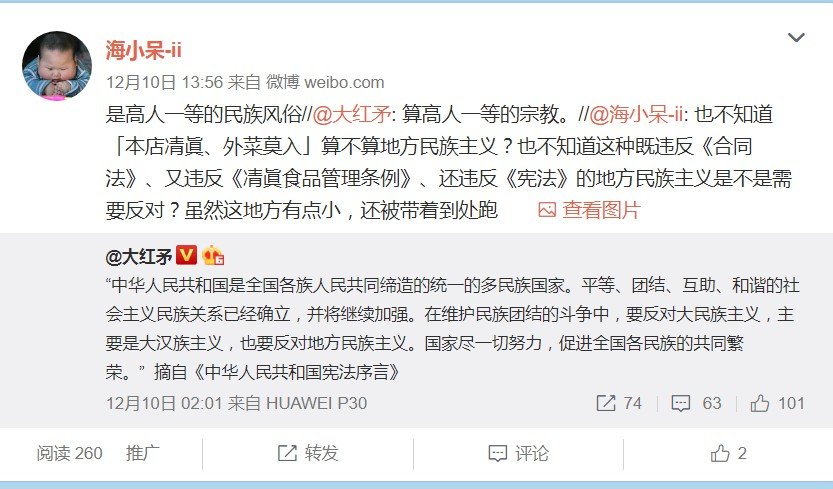 海小呆-ii
12月10日 13:56 来自 微博 weibo.com
是高人一等的民族风俗//@大红矛: 算高人一等的宗教。//@海小呆-ii: 也不知道
「本店清眞、外菜莫入」算不算地方民族主义？也不知道这种既违反《合同
法》、又违反《清眞食品管理条例》、还违反《宪法》的地方民族主义是不是需
要反对？虽然这地方有点小，还被带着到处跑 查看图片
@大红矛
“中华人民共和国是全国各族人民共同缔造的统一的多民族国家。平等、团结、互助、和谐的社
会主义民族关系已经确立，并将继续加强。在维护民族团结的斗争中，要反对大民族主义，主
要是大汉族主义，也要反对地方民族主义。国家尽一切努力，促进全国各民族的共同繁
荣。” 摘自《中华人民共和国宪法序言》
12月10日 02:01 来自 HUAWEI P30 74 63 101
阅读 260 推广 转发 评论 2